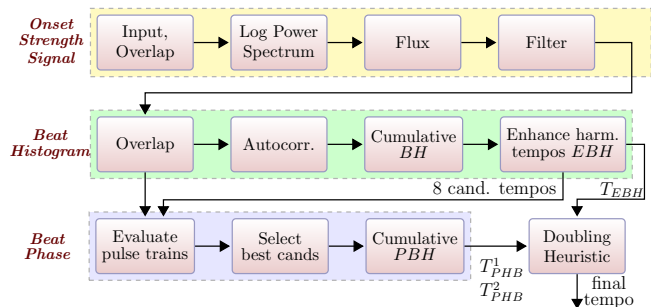 Onset
Strength
Signal
Input,
Overlap
Log Power
Spectrum
Flux
Filter
Beat
Histogram
Overlap
Autocorr.
Cumulative
BH
Enhance harm.
tempos EBH
8 cand. tempos
T_EBH
Beat
Phase
Evaluate
pulse trains
Select
best cands
Cumulative
PBH
T^1_PHB
T^2_PHB
Doubling
Heuristic
final
tempo